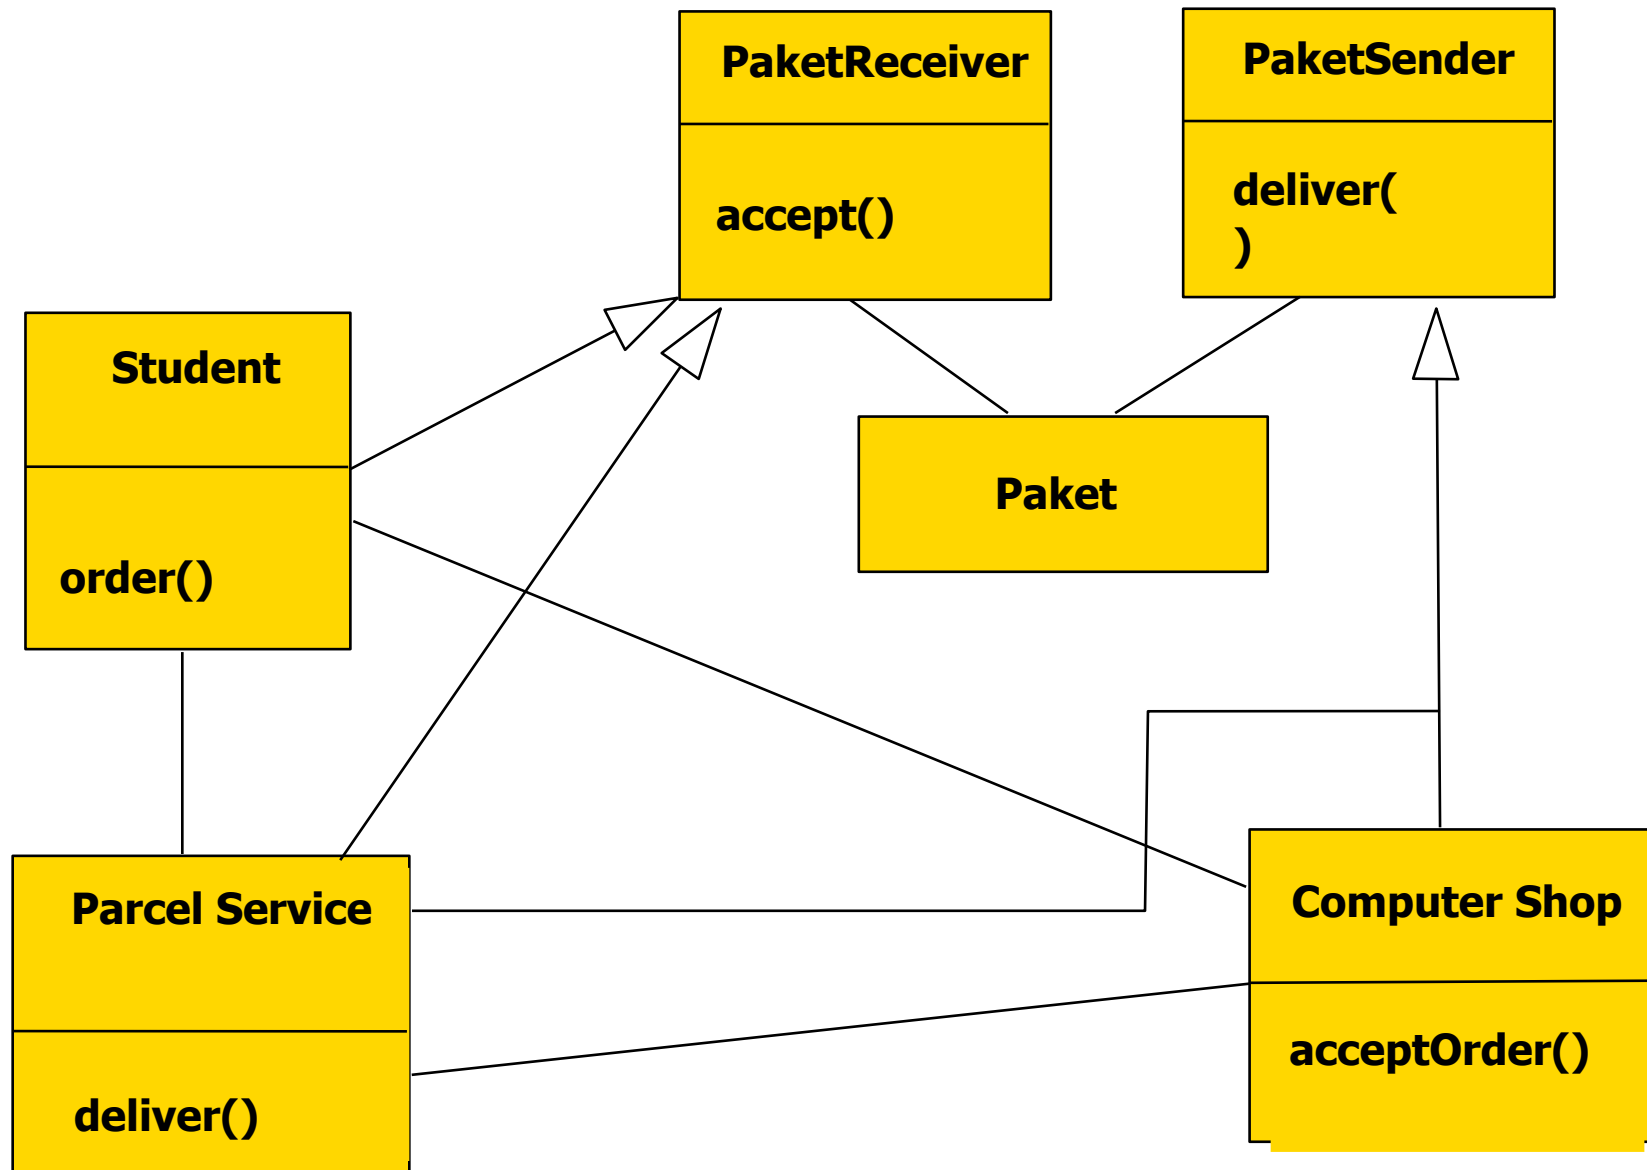 PaketReceiver
accept()
PaketSender
deliver(
)
Student
order()
Paket
Parcel Service
deliver()
Computer Shop
acceptOrder()